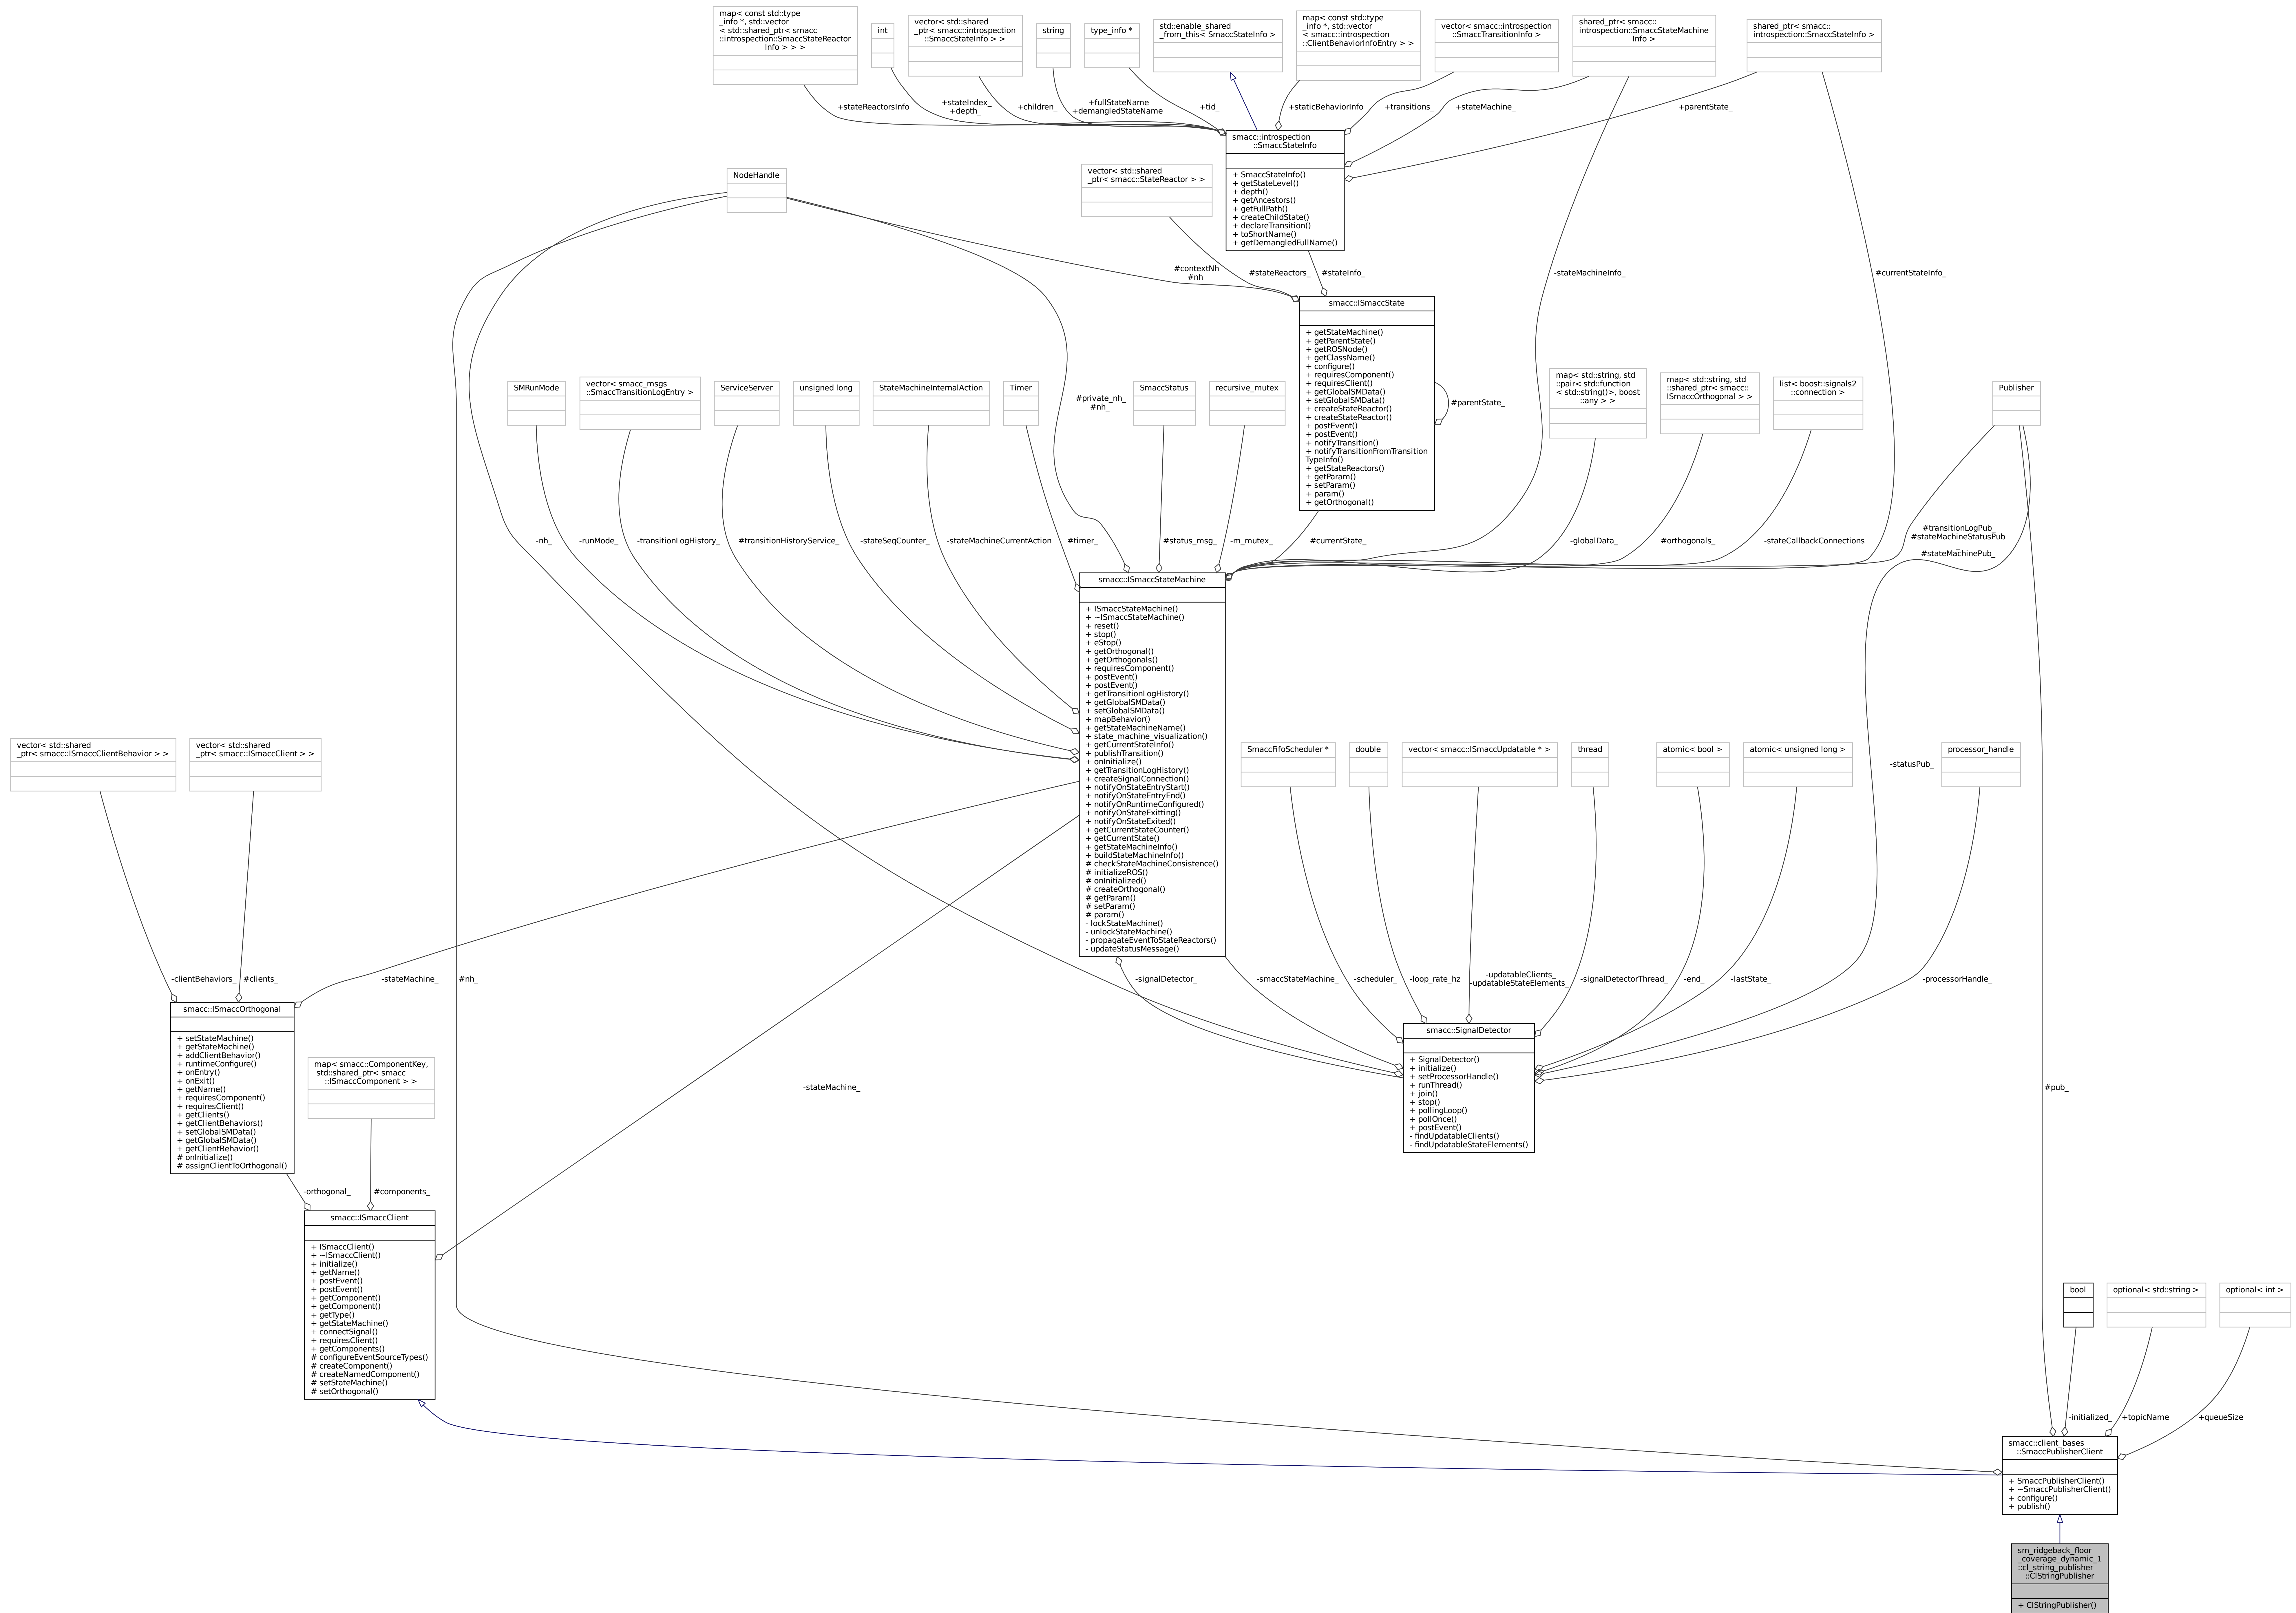 map< const std::type
_info *, std::vector
< std::shared_ptr< smacc
::introspection::SmaccStateReactor
Info > > >
int
vector< std::shared
_ptr< smacc::introspection
::SmaccStateInfo > >
string
type_info *
std::enable_shared
_from_this< SmaccStateInfo >
map< const std::type
_info *, std::vector
< smacc::introspection
::ClientBehaviorInfoEntry > >
vector< smacc::introspection
::SmaccTransitionInfo >
shared_ptr< smacc::
introspection::SmaccStateMachine
Info >
shared_ptr< smacc::
introspection::SmaccStateInfo >
+stateReactorsInfo
+stateIndex_
+depth_
+children_
+fullStateName
+demangledStateName
+tid_
+staticBehaviorInfo
+transitions_
+stateMachine_
+parentState_
smacc::introspection
::SmaccStateInfo
+ SmaccStateInfo()
+ getStateLevel()
+ depth()
+ getAncestors()
+ getFullPath()
+ createChildState()
+ declareTransition()
+ toShortName()
+ getDemangledFullName()
NodeHandle
vector< std::shared
_ptr< smacc::StateReactor > >
#contextNh
#nh
#stateReactors_
#stateInfo_
-stateMachineInfo_
#currentStateInfo_
smacc::ISmaccState
+ getStateMachine()
+ getParentState()
+ getROSNode()
+ getClassName()
+ configure()
+ requiresComponent()
+ requiresClient()
+ getGlobalSMData()
+ setGlobalSMData()
+ createStateReactor()
+ createStateReactor()
+ postEvent()
+ postEvent()
+ notifyTransition()
+ notifyTransitionFromTransition
TypeInfo()
+ getStateReactors()
+ getParam()
+ setParam()
+ param()
+ getOrthogonal()
#parentState_
SMRunMode
vector< smacc_msgs
::SmaccTransitionLogEntry >
ServiceServer
unsigned long
StateMachineInternalAction
Timer
#private_nh_
#nh_
SmaccStatus
recursive_mutex
map< std::string, std
::pair< std::function
< std::string()>, boost
::any > >
map< std::string, std
::shared_ptr< smacc::
ISmaccOrthogonal > >
list< boost::signals2
::connection >
Publisher
-nh_
-runMode_
-transitionLogHistory_
#transitionHistoryService_
-stateSeqCounter_
-stateMachineCurrentAction
#timer_
#status_msg_
-m_mutex_
#currentState_
-globalData_
#orthogonals_
-stateCallbackConnections
#transitionLogPub_
#stateMachineStatusPub
_
#stateMachinePub_
smacc::ISmaccStateMachine
+ ISmaccStateMachine()
+ ~ISmaccStateMachine()
+ reset()
+ stop()
+ eStop()
+ getOrthogonal()
+ getOrthogonals()
+ requiresComponent()
+ postEvent()
+ postEvent()
+ getTransitionLogHistory()
+ getGlobalSMData()
+ setGlobalSMData()
+ mapBehavior()
+ getStateMachineName()
+ state_machine_visualization()
+ getCurrentStateInfo()
+ publishTransition()
+ onInitialize()
+ getTransitionLogHistory()
+ createSignalConnection()
+ notifyOnStateEntryStart()
+ notifyOnStateEntryEnd()
+ notifyOnRuntimeConfigured()
+ notifyOnStateExitting()
+ notifyOnStateExited()
+ getCurrentStateCounter()
+ getCurrentState()
+ getStateMachineInfo()
+ buildStateMachineInfo()
# checkStateMachineConsistence()
# initializeROS()
# onInitialized()
# createOrthogonal()
# getParam()
# setParam()
# param()
- lockStateMachine()
- unlockStateMachine()
- propagateEventToStateReactors()
- updateStatusMessage()
vector< std::shared
_ptr< smacc::ISmaccClientBehavior > >
vector< std::shared
_ptr< smacc::ISmaccClient > >
SmaccFifoScheduler *
double
vector< smacc::ISmaccUpdatable * >
thread
atomic< bool >
atomic< unsigned long >
-statusPub_
processor_handle
-clientBehaviors_
#clients_
-stateMachine_
#nh_
-signalDetector_
-smaccStateMachine_
-scheduler_
-loop_rate_hz
-updatableClients_
-updatableStateElements_
-signalDetectorThread_
-end_
-lastState_
-processorHandle_
smacc::ISmaccOrthogonal
+ setStateMachine()
+ getStateMachine()
+ addClientBehavior()
+ runtimeConfigure()
+ onEntry()
+ onExit()
+ getName()
+ requiresComponent()
+ requiresClient()
+ getClients()
+ getClientBehaviors()
+ setGlobalSMData()
+ getGlobalSMData()
+ getClientBehavior()
# onInitialize()
# assignClientToOrthogonal()
map< smacc::ComponentKey,
std::shared_ptr< smacc
::ISmaccComponent > >
-stateMachine_
smacc::SignalDetector
+ SignalDetector()
+ initialize()
+ setProcessorHandle()
+ runThread()
+ join()
+ stop()
+ pollingLoop()
+ pollOnce()
+ postEvent()
- findUpdatableClients()
- findUpdatableStateElements()
#pub_
-orthogonal_
#components_
smacc::ISmaccClient
+ ISmaccClient()
+ ~ISmaccClient()
+ initialize()
+ getName()
+ postEvent()
+ postEvent()
+ getComponent()
+ getComponent()
+ getType()
+ getStateMachine()
+ connectSignal()
+ requiresClient()
+ getComponents()
# configureEventSourceTypes()
# createComponent()
# createNamedComponent()
# setStateMachine()
# setOrthogonal()
bool
optional< std::string >
optional< int >
-initialized_
+topicName
+queueSize
smacc::client_bases
::SmaccPublisherClient
+ SmaccPublisherClient()
+ ~SmaccPublisherClient()
+ configure()
+ publish()
sm_ridgeback_floor
_coverage_dynamic_1
::cl_string_publisher
::ClStringPublisher
+ ClStringPublisher()